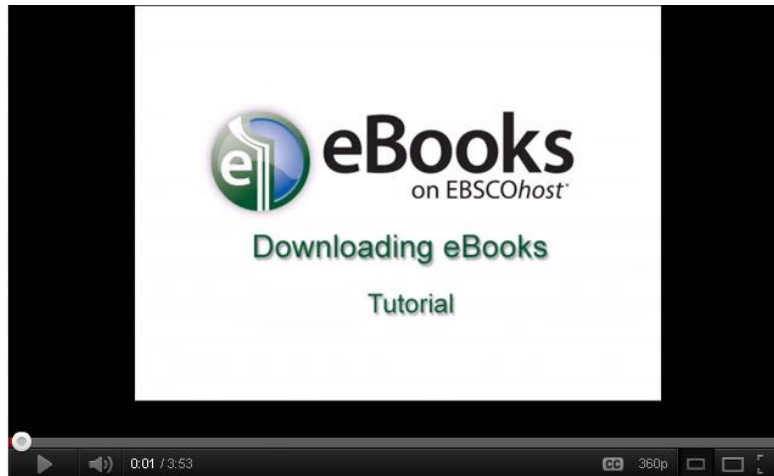 e
eBooks
on EBSCOhost
Downloading eBooks
Tutorial
0:01 / 3:53
CC
360p